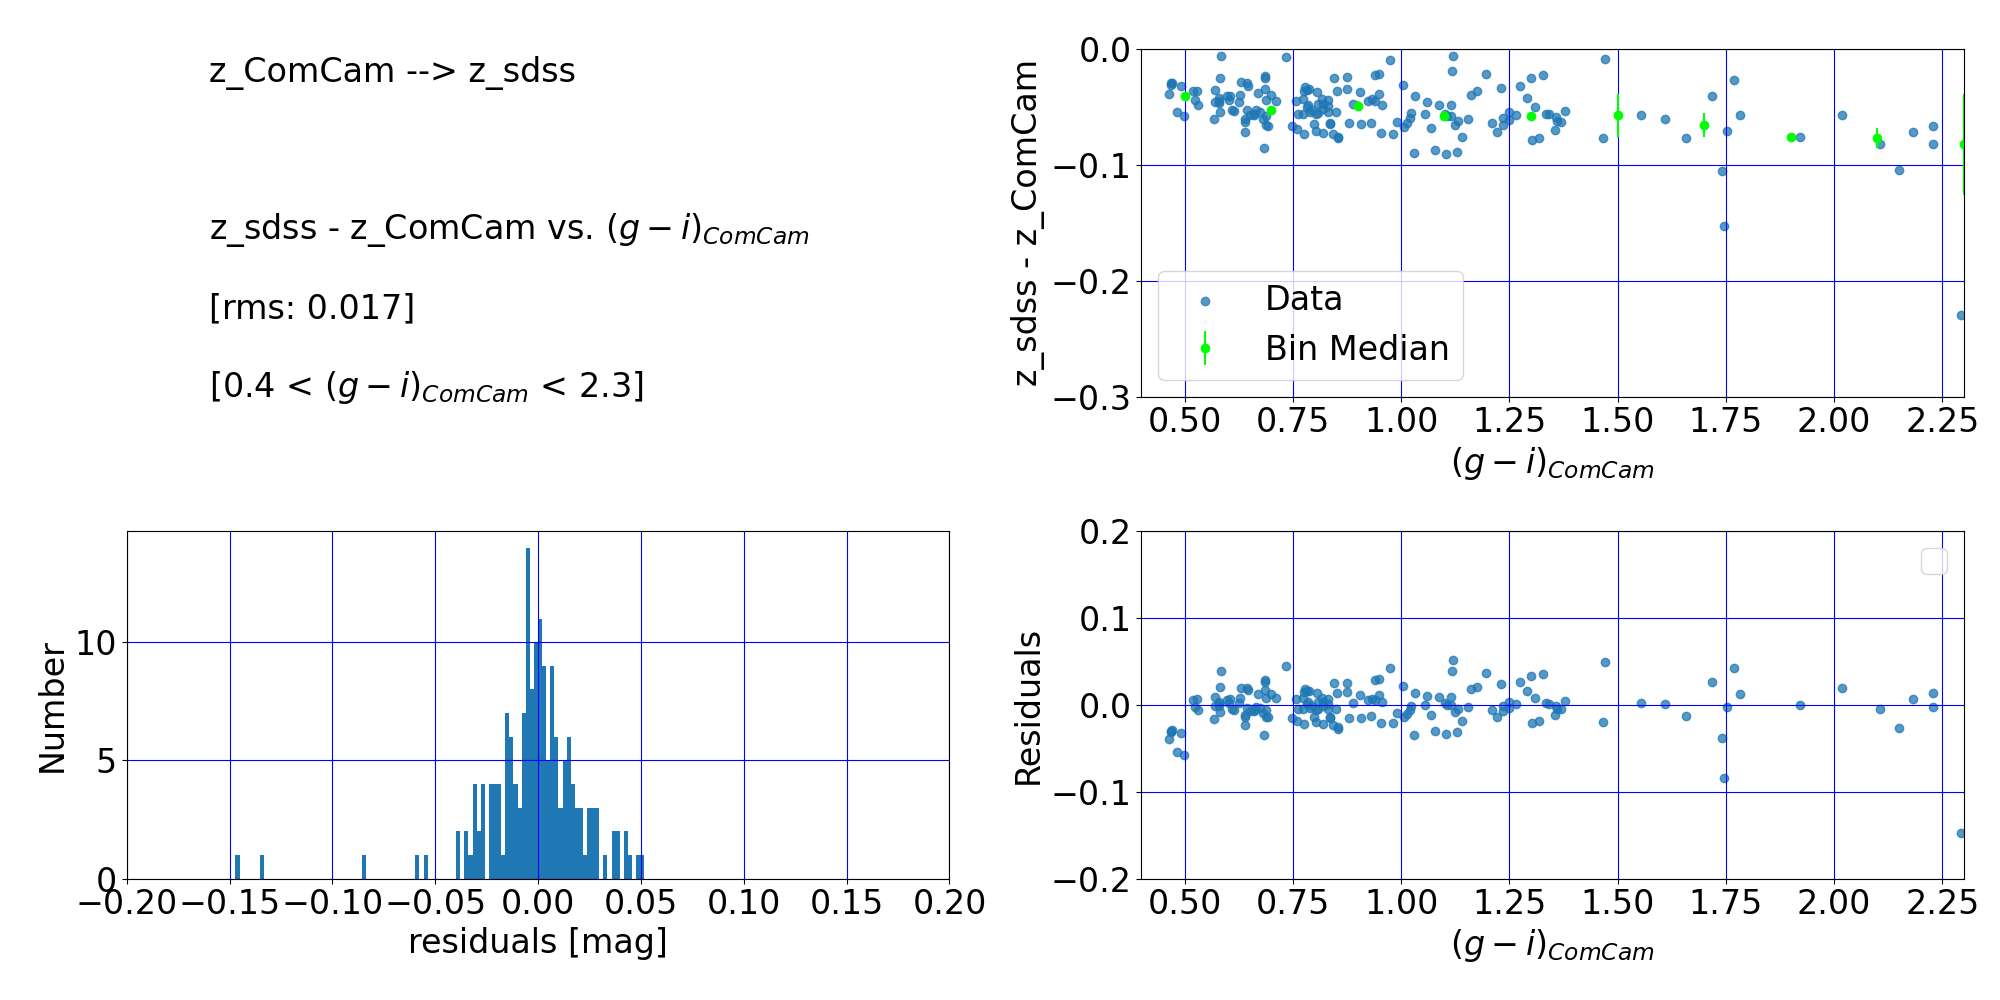 z_ComCam --> z_sdss
z_sdss - z_ComCam vs. (g − i)ComCam
[rms: 0.017]
[0.4 < (g − i)ComCam < 2.3]
z_sdss - z_ComCam
0.0
−0.1
−0.2
−0.3
Data
Bin Median
0.50 0.75 1.00 1.25 1.50 1.75 2.00 2.25
(g − i)ComCam
Number
10
5
0
−0.20 −0.15 −0.10 −0.05 0.00 0.05 0.10 0.15 0.20
residuals [mag]
Residuals
0.2
0.1
0.0
−0.1
−0.2
0.50 0.75 1.00 1.25 1.50 1.75 2.00 2.25
(g − i)ComCam